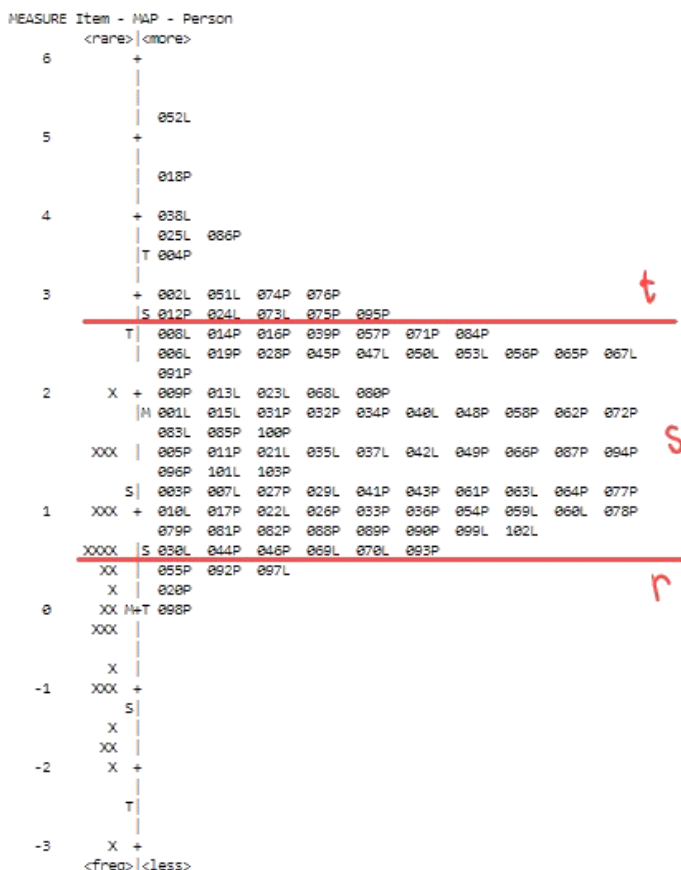 MEASURE Item - MAP - Person
<rare>|<more>
6 +
|
|
| 052L
5 +
|
| 018P
|
4 + 038L
| 025L 086P
|T 004P
|
3 + 002L 051L 074P 076P
t
|S 012P 024L 073L 075P 095P
T| 008L 014P 016P 039P 057P 071P 084P
| 006L 019P 028P 045P 047L 050L 053L 056P 065P 067L
091P
2 X + 009P 013L 023L 068L 080P
|M 001L 015L 031P 032P 034P 040L 048P 058P 062P 072P
083L 085P 100P
s
XXX | 005P 011P 021L 035L 037L 042L 049P 066P 087P 094P
096P 101L 103P
S| 003P 007L 027P 029L 041P 043P 061P 063L 064P 077P
1 XXX + 010L 017P 022L 026P 033P 036P 054P 059L 060L 078P
079P 081P 082P 088P 089P 090P 099L 102L
XXXX |S 030L 044P 046P 069L 070L 093P
XX | 055P 092P 097L
r
X | 020P
0 XX M+T 098P
XXX |
|
X |
-1 XXX +
S|
X |
XX |
-2 X +
|
T|
|
-3 X +
<freq>|<less>